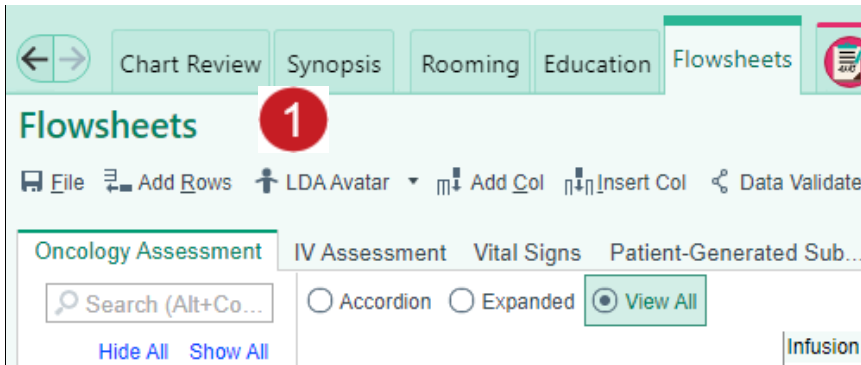 Chart Review Synopsis Rooming Education Flowsheets
Flowsheets 1
File Add Rows LDA Avatar Add Col Insert Col Data Validate
Oncology Assessment IV Assessment Vital Signs Patient-Generated Sub...
Search (Alt+Co... Accordion Expanded View All
Hide All Show All Infusion